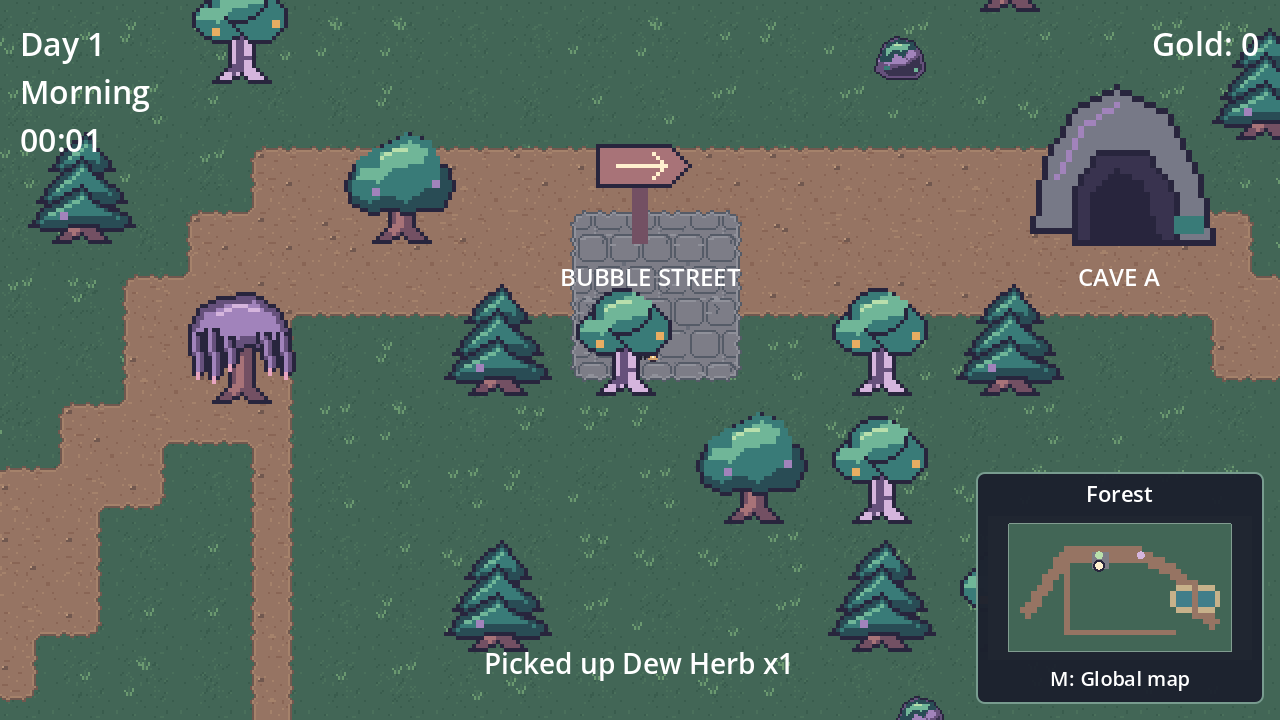 Day 1
Gold: 0
Morning
00:01
BUBBLE STREET
CAVE A
Forest
Picked up Dew Herb x1
M: Global map